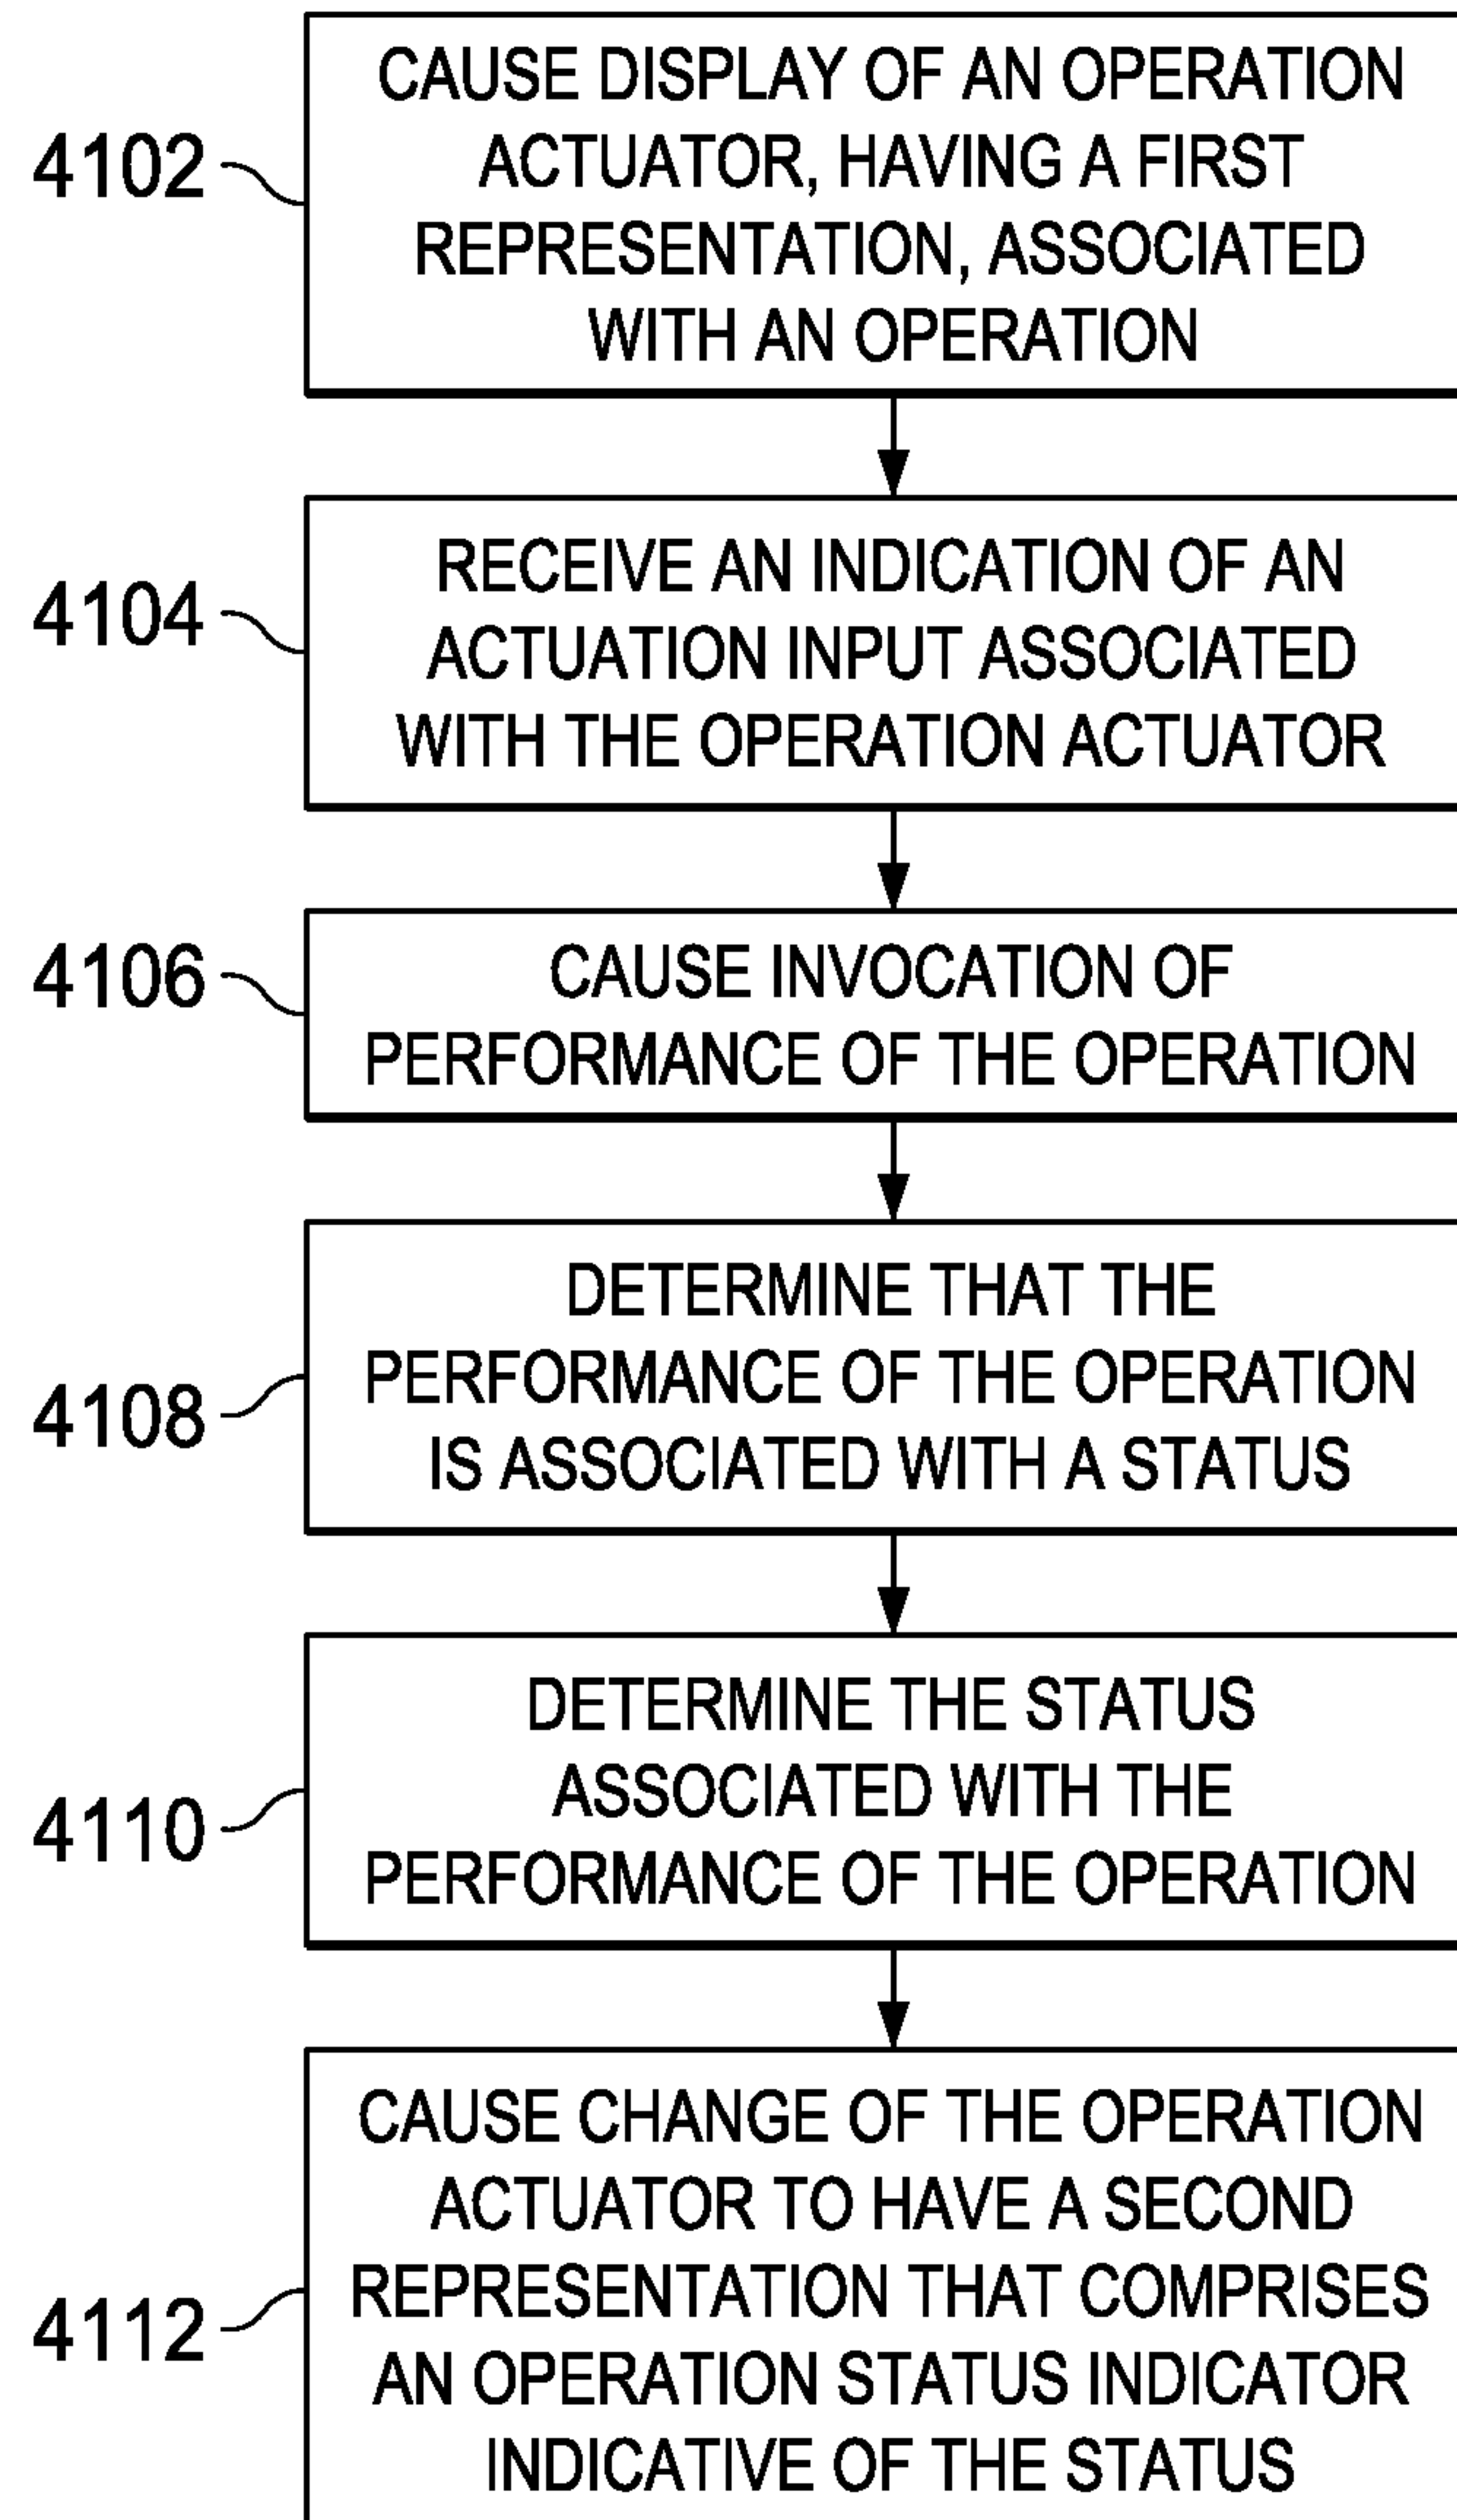 4102
CAUSE DISPLAY OF AN OPERATION
ACTUATOR, HAVING A FIRST
REPRESENTATION, ASSOCIATED
WITH AN OPERATION
4104
RECEIVE AN INDICATION OF AN
ACTUATION INPUT ASSOCIATED
WITH THE OPERATION ACTUATOR
4106
CAUSE INVOCATION OF
PERFORMANCE OF THE OPERATION
4108
DETERMINE THAT THE
PERFORMANCE OF THE OPERATION
IS ASSOCIATED WITH A STATUS
4110
DETERMINE THE STATUS
ASSOCIATED WITH THE
PERFORMANCE OF THE OPERATION
4112
CAUSE CHANGE OF THE OPERATION
ACTUATOR TO HAVE A SECOND
REPRESENTATION THAT COMPRISES
AN OPERATION STATUS INDICATOR
INDICATIVE OF THE STATUS